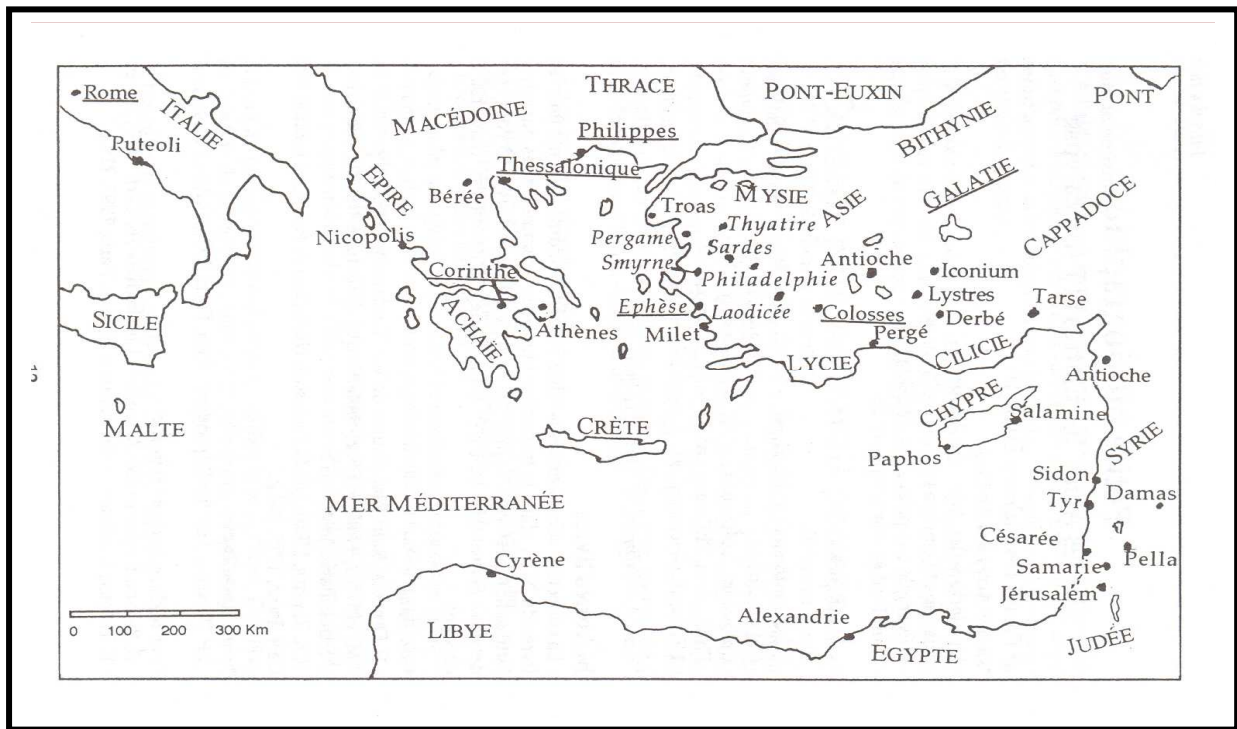 THRACE
PONT-EUXIN
PONT
Rome
ITALIE
MACÉDOINE
Philippes
BITHYNIE
Puteoli
Thessalonique
EPIRE
Bérée
MYSIE
ASIE
GALATIE
CAPPADOCE
Troas
Thyatire
Nicopolis
Pergame
Sardes
Smyrne
Philadelphie
Antioche
Iconium
Corinthe
Lystres
Tarse
SICILE
ACHAÏE
Athènes
Ephèse
Laodicée
Colosses
Derbé
Milet
Pergé
LYCIE
CILICIE
Antioche
MALTE
CRÈTE
CHYPRE
Salamine
Paphos
SYRIE
Sidon
MER MÉDITERRANÉE
Tyr
Damas
Césarée
Cyrène
Samarie
Pella
Jérusalem
0 100 200 300 Km
LIBYE
Alexandrie
EGYPTE
JUDÉE